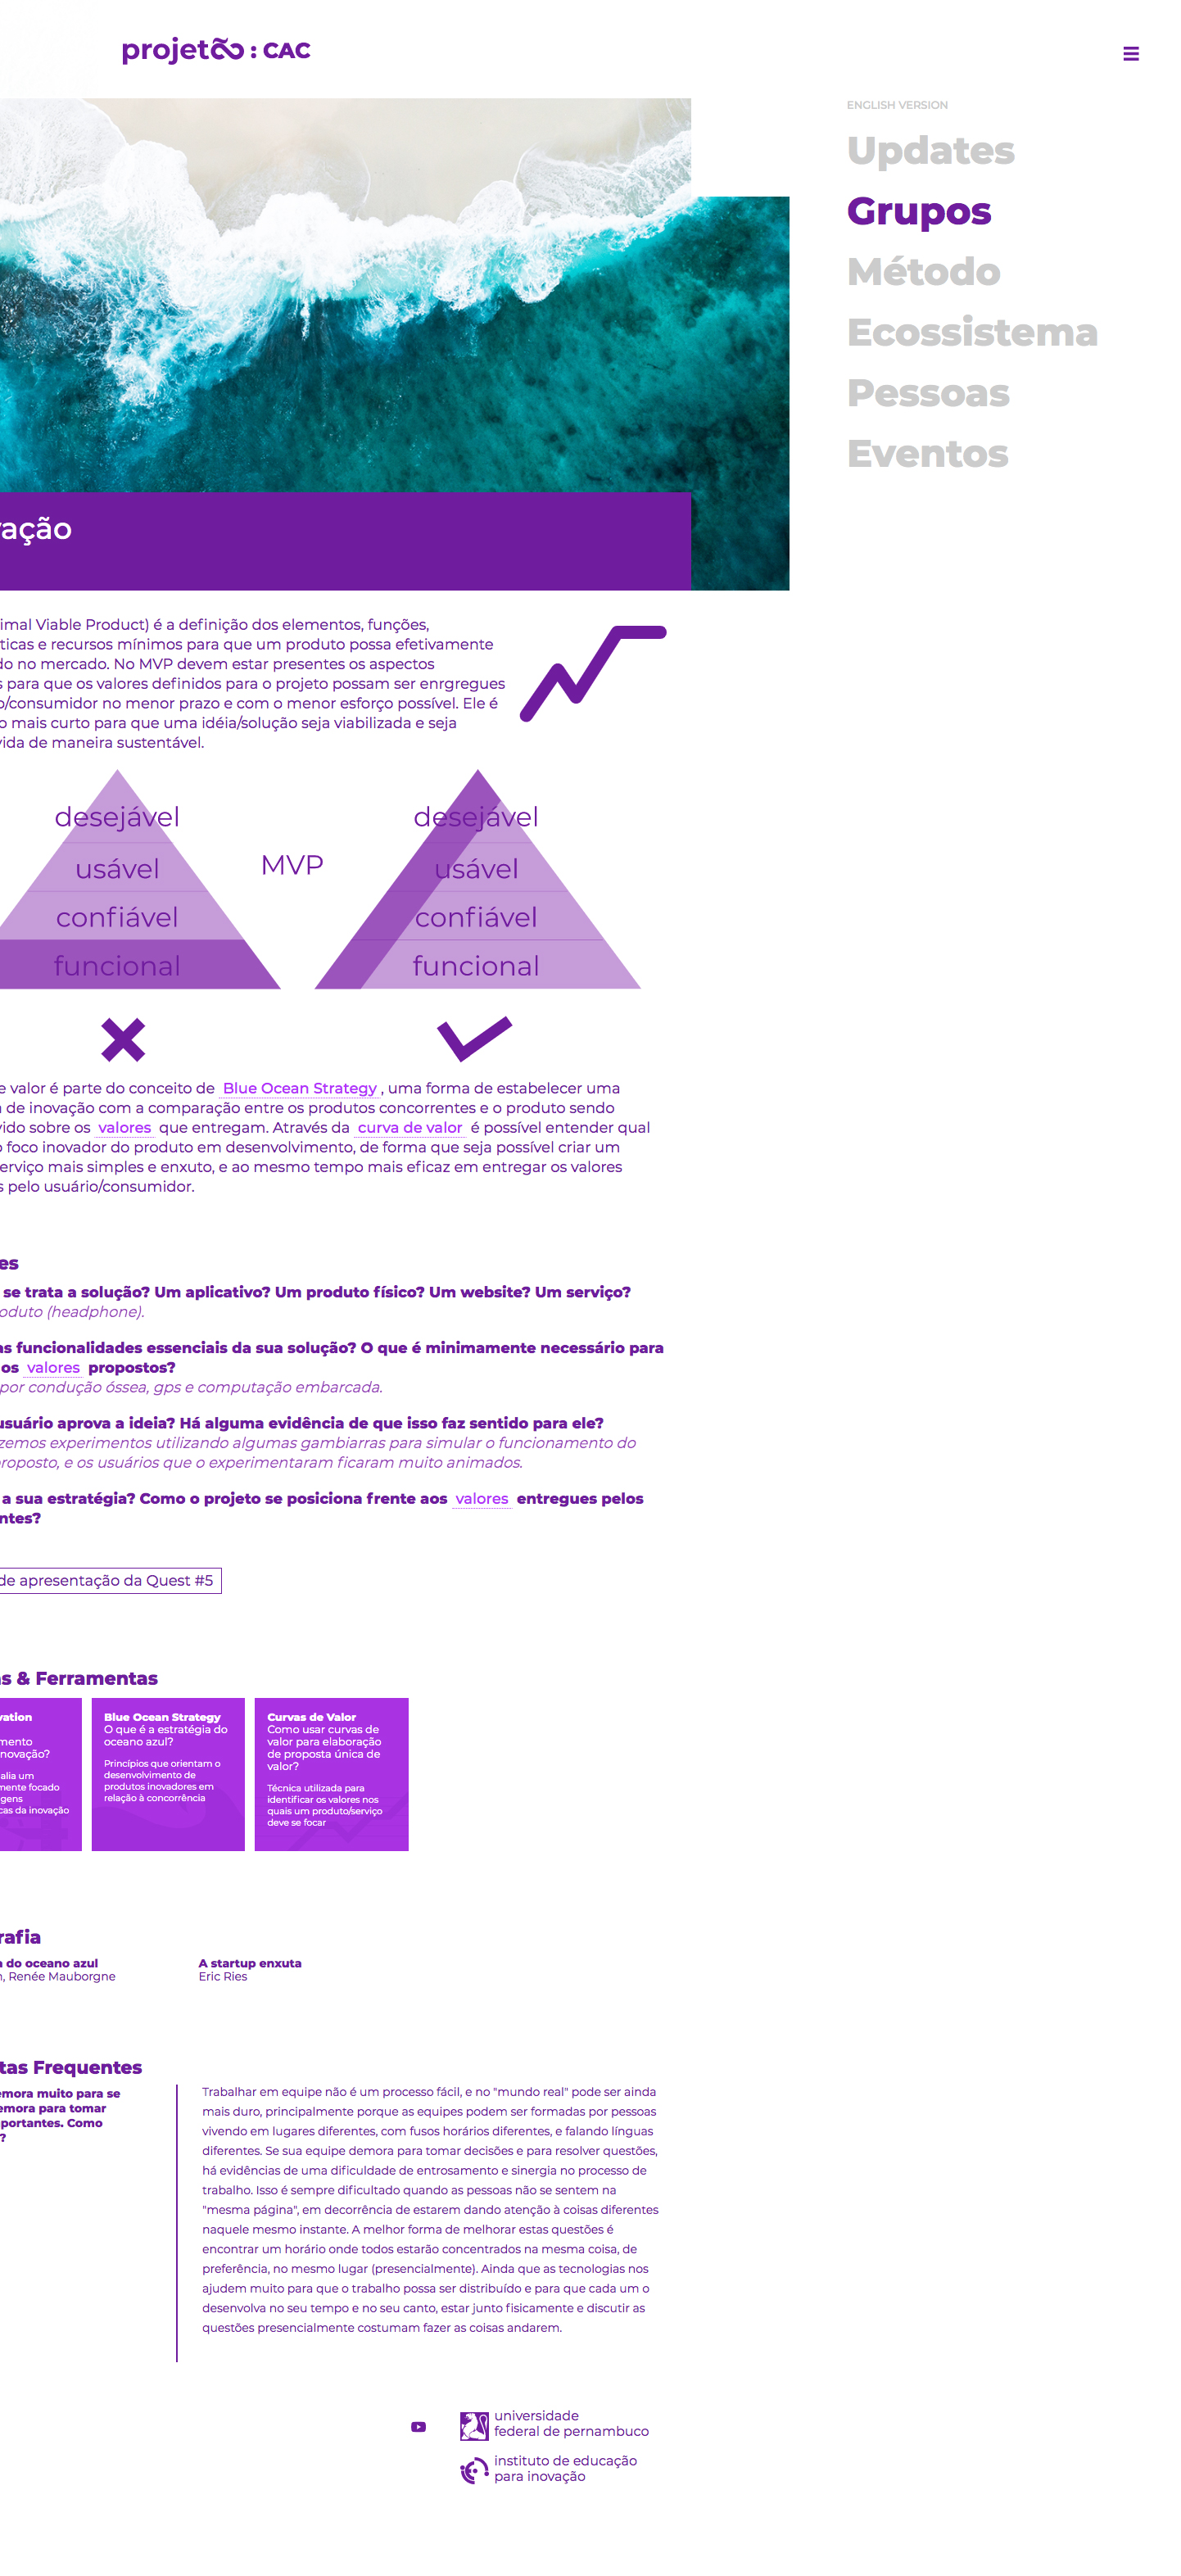 projet : CAC
ENGLISH VERSION
Updates
Grupos
Método
Ecossistema
Pessoas
Eventos
vação
imal Viable Product) é a definição dos elementos, funções,
ticas e recursos mínimos para que um produto possa efetivamente
do no mercado. No MVP devem estar presentes os aspectos
s para que os valores definidos para o projeto possam ser enrgregues
o/consumidor no menor prazo e com o menor esforço possível. Ele é
o mais curto para que uma idéia/solução seja viabilizada e seja
vida de maneira sustentável.
desejável
usável
confiável
funcional
MVP
desejável
usável
confiável
funcional
e valor é parte do conceito de Blue Ocean Strategy , uma forma de estabelecer uma
a de inovação com a comparação entre os produtos concorrentes e o produto sendo
vido sobre os valores que entregam. Através da curva de valor é possível entender qual
o foco inovador do produto em desenvolvimento, de forma que seja possível criar um
erviço mais simples e enxuto, e ao mesmo tempo mais eficaz em entregar os valores
s pelo usuário/consumidor.
es
se trata a solução? Um aplicativo? Um produto físico? Um website? Um serviço?
oduto (headphone).
as funcionalidades essenciais da sua solução? O que é minimamente necessário para
os valores propostos?
por condução óssea, gps e computação embarcada.
usuário aprova a ideia? Há alguma evidência de que isso faz sentido para ele?
zemos experimentos utilizando algumas gambiarras para simular o funcionamento do
roposto, e os usuários que o experimentaram ficaram muito animados.
a sua estratégia? Como o projeto se posiciona frente aos valores entregues pelos
ntes?
de apresentação da Quest #5
as & Ferramentas
vation
mento
novação?
alia um
mente focado
gens
cas da inovação
Blue Ocean Strategy
O que é a estratégia do
oceano azul?
Princípios que orientam o
desenvolvimento de
produtos inovadores em
relação à concorrência
Curvas de Valor
Como usar curvas de
valor para elaboração
de proposta única de
valor?
Técnica utilizada para
identificar os valores nos
quais um produto/serviço
deve se focar
rafia
a do oceano azul
n, Renée Mauborgne
A startup enxuta
Eric Ries
tas Frequentes
emora muito para se
emora para tomar
portantes. Como
?
Trabalhar em equipe não é um processo fácil, e no "mundo real" pode ser ainda
mais duro, principalmente porque as equipes podem ser formadas por pessoas
vivendo em lugares diferentes, com fusos horários diferentes, e falando línguas
diferentes. Se sua equipe demora para tomar decisões e para resolver questões,
há evidências de uma dificuldade de entrosamento e sinergia no processo de
trabalho. Isso é sempre dificultado quando as pessoas não se sentem na
"mesma página", em decorrência de estarem dando atenção à coisas diferentes
naquele mesmo instante. A melhor forma de melhorar estas questões é
encontrar um horário onde todos estarão concentrados na mesma coisa, de
preferência, no mesmo lugar (presencialmente). Ainda que as tecnologias nos
ajudem muito para que o trabalho possa ser distribuído e para que cada um o
desenvolva no seu tempo e no seu canto, estar junto fisicamente e discutir as
questões presencialmente costumam fazer as coisas andarem.
universidade
federal de pernambuco
instituto de educação
para inovação